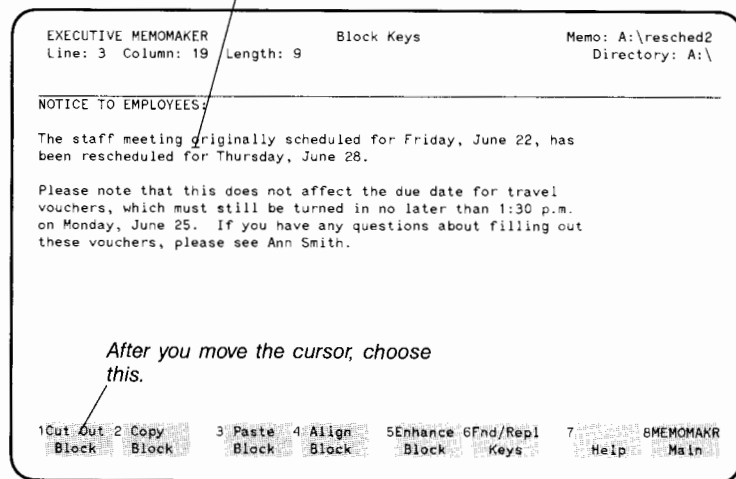 EXECUTIVE MEMOMAKER Block Keys Memo: A:\resched2
Line: 3 Column: 19 Length: 9 Directory: A:\
NOTICE TO EMPLOYEES:
The staff meeting originally scheduled for Friday, June 22, has
been rescheduled for Thursday, June 28.
Please note that this does not affect the due date for travel
vouchers, which must still be turned in no later than 1:30 p.m.
on Monday, June 25. If you have any questions about filling out
these vouchers, please see Ann Smith.
After you move the cursor, choose
this.
1Cut Out 2 Copy 3 Paste 4 Align 5Enhance 6Fnd/Repl 7 8MEMOMAKR
Block Block Block Block Block Keys Help Main